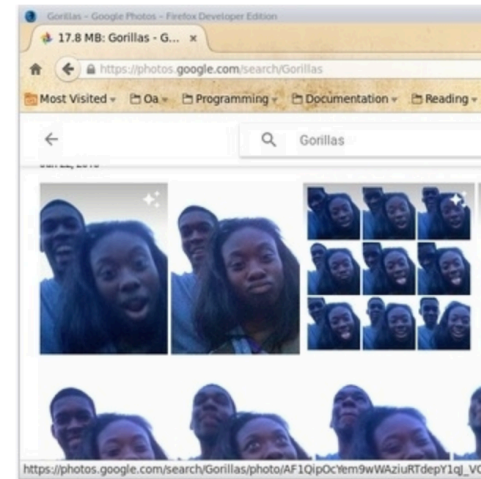 Gorillas – Google Photos – Firefox Developer Edition
17.8 MB: Gorillas - G... ×
https://photos.google.com/search/Gorillas
Most Visited Oa Programming Documentation Reading
Gorillas
https://photos.google.com/search/Gorillas/photo/